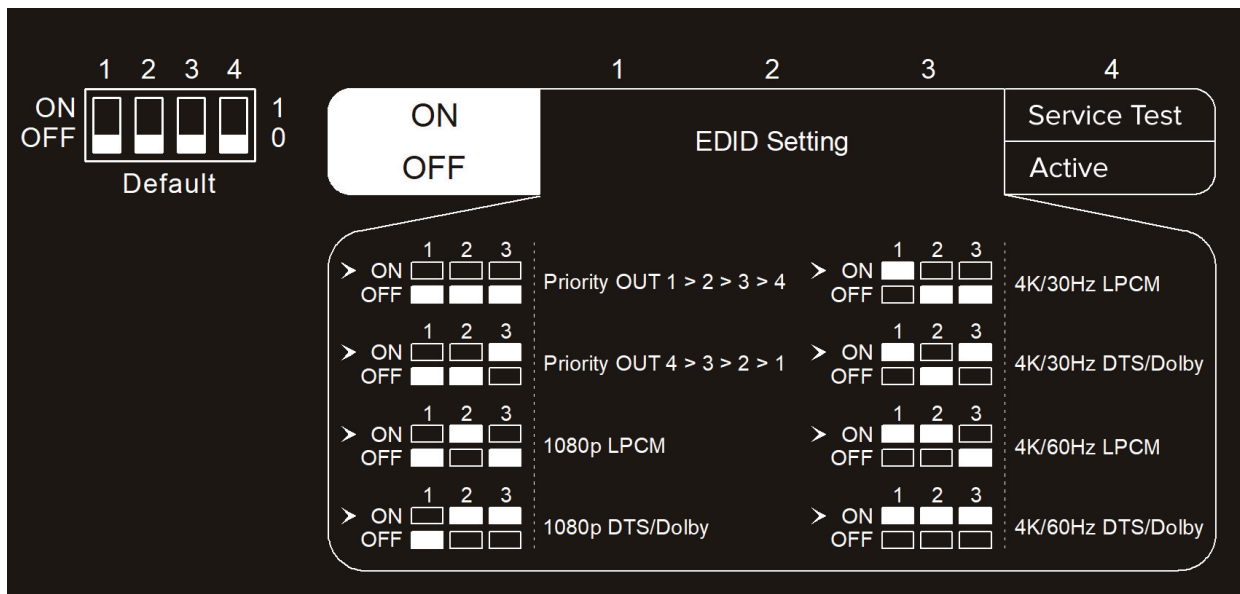 1 2 3 4
ON 1
OFF 0
Default
1 2 3 4
ON
OFF
EDID Setting
Service Test
Active
1 2 3
ON
OFF
Priority OUT 1 > 2 > 3 > 4
1 2 3
ON
OFF
4K/30Hz LPCM
1 2 3
ON
OFF
Priority OUT 4 > 3 > 2 > 1
1 2 3
ON
OFF
4K/30Hz DTS/Dolby
1 2 3
ON
OFF
1080p LPCM
1 2 3
ON
OFF
4K/60Hz LPCM
1 2 3
ON
OFF
1080p DTS/Dolby
1 2 3
ON
OFF
4K/60Hz DTS/Dolby